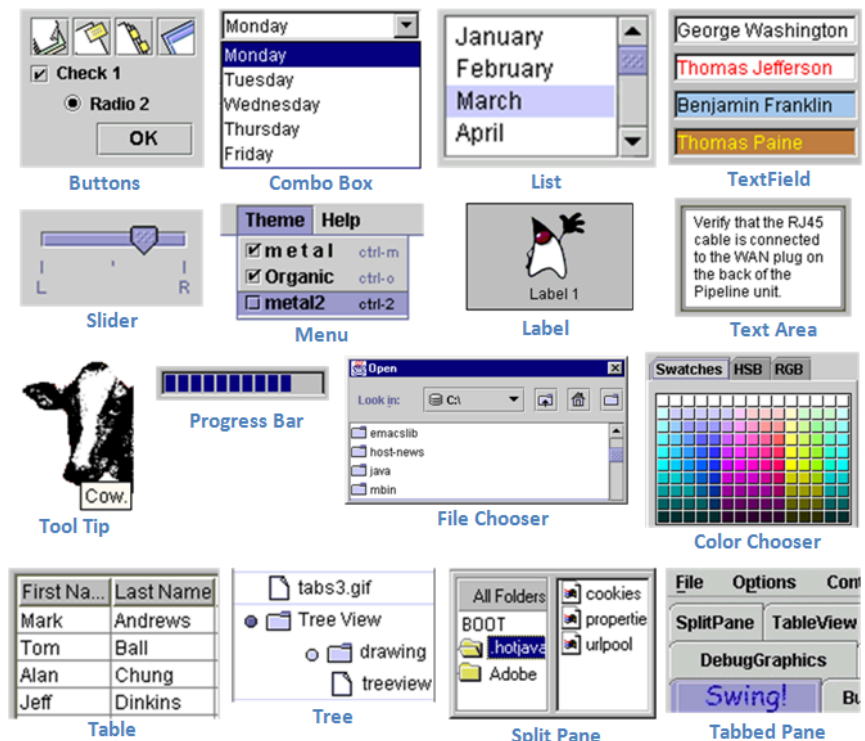 Check 1
Radio 2
OK
Buttons
Monday
Monday
Tuesday
Wednesday
Thursday
Friday
Combo Box
January
February
March
April
List
George Washington
Thomas Jefferson
Benjamin Franklin
Thomas Paine
TextField
L R
Slider
Theme Help
metal ctrl-m
Organic ctrl-o
metal2 ctrl-2
Menu
Label 1
Label
Verify that the RJ45
cable is connected
to the WAN plug on
the back of the
Pipeline unit.
Text Area
Cow.
Tool Tip
Progress Bar
Open
Look in: C:\
emacslib
host-news
java
mbin
File Chooser
Swatches HSB RGB
Color Chooser
First Na... Last Name
Mark Andrews
Tom Ball
Alan Chung
Jeff Dinkins
Table
tabs3.gif
Tree View
drawing
treeview
Tree
All Folders
BOOT
.hotjava
Adobe
cookies
propertie
urlpool
Split Pane
File Options Cont
SplitPane TableView
DebugGraphics
Swing! Bu
Tabbed Pane